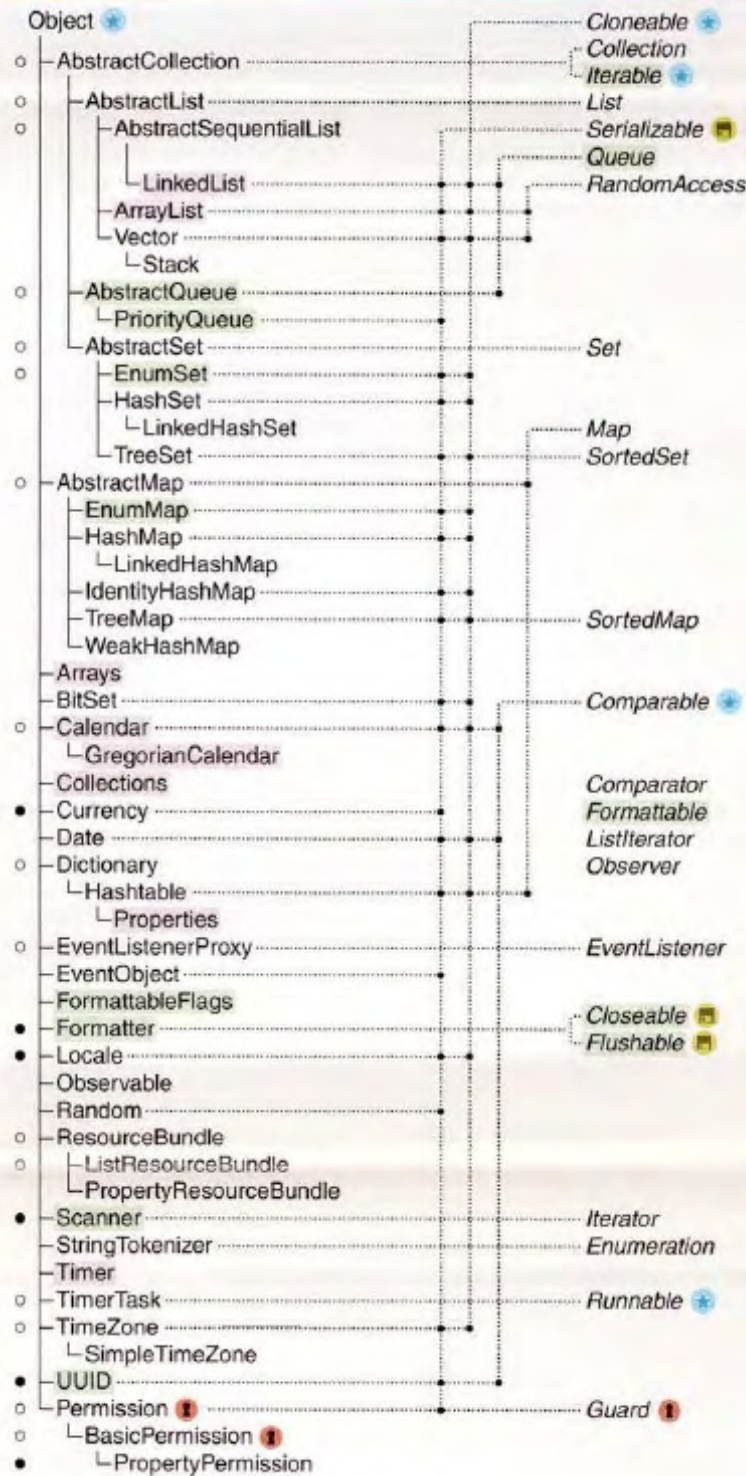 Object Cloneable
Collection
AbstractCollection Iterable
AbstractList List
AbstractSequentialList Serializable
Queue
LinkedList RandomAccess
ArrayList
Vector
Stack
AbstractQueue
PriorityQueue
AbstractSet Set
EnumSet
HashSet
LinkedHashSet Map
TreeSet SortedSet
AbstractMap
EnumMap
HashMap
LinkedHashMap
IdentityHashMap
TreeMap SortedMap
WeakHashMap
Arrays
BitSet Comparable
Calendar
GregorianCalendar
Collections Comparator
Currency Formattable
Date ListIterator
Dictionary Observer
Hashtable
Properties
EventListenerProxy EventListener
EventObject
FormattableFlags
Formatter Closeable
Flushable
Locale
Observable
Random
ResourceBundle
ListResourceBundle
PropertyResourceBundle
Scanner Iterator
StringTokenizer Enumeration
Timer
TimerTask Runnable
TimeZone
SimpleTimeZone
UUID
Permission Guard
BasicPermission
PropertyPermission